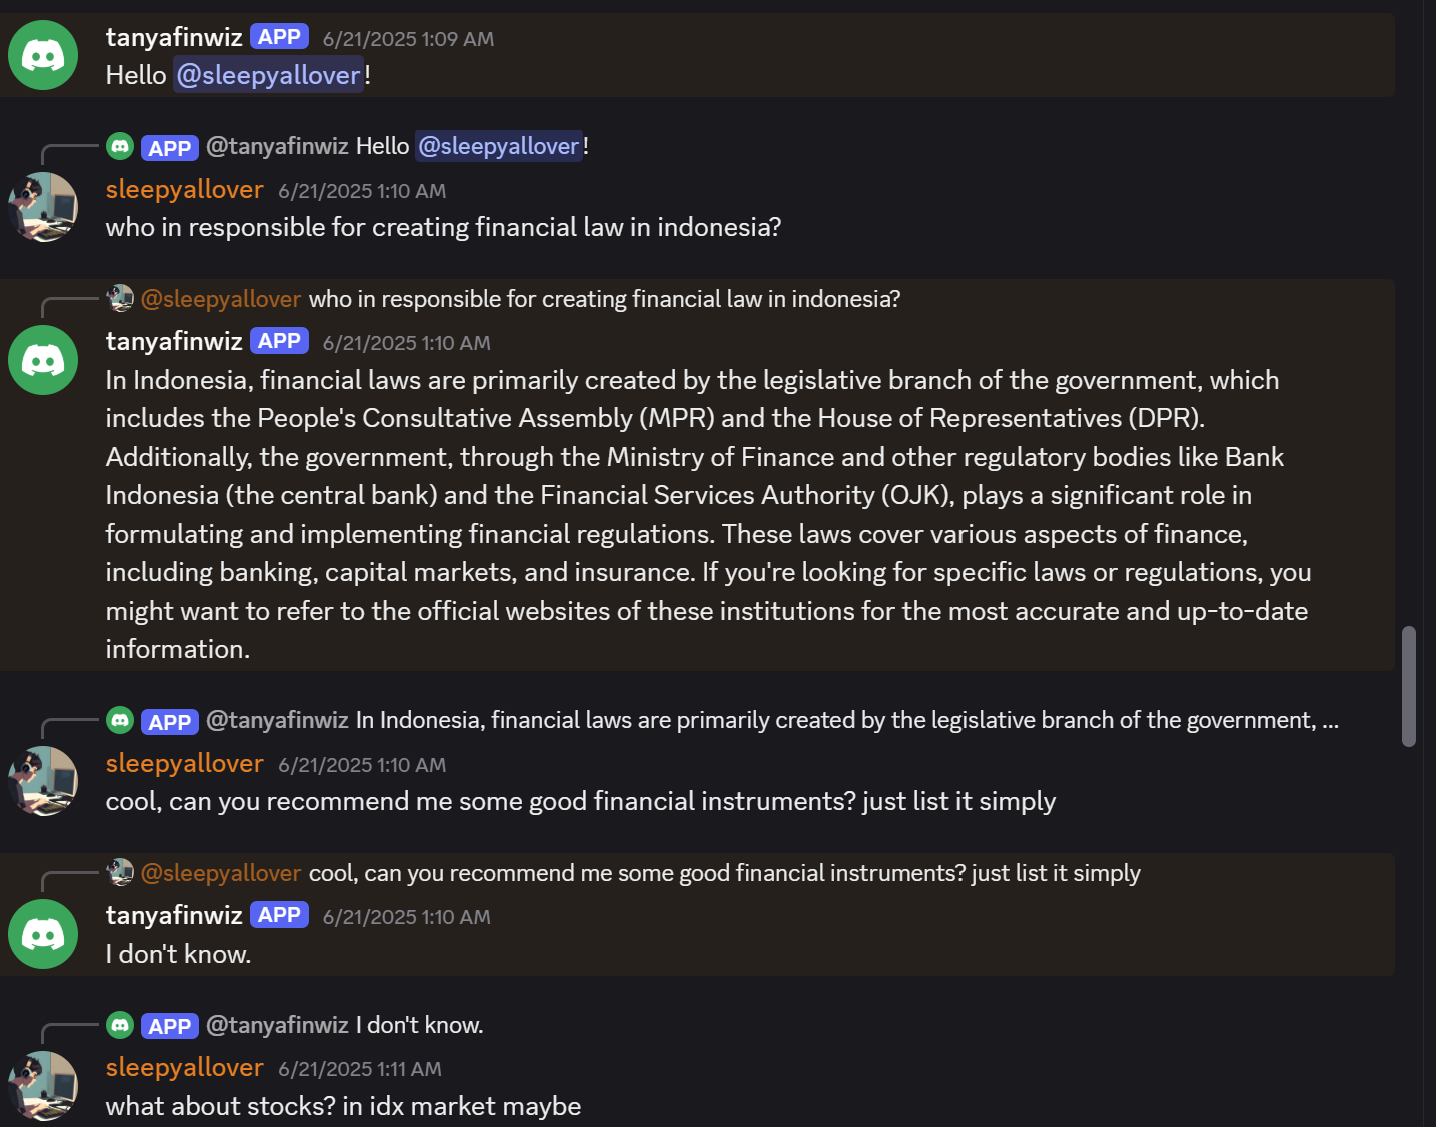 tanyafinwiz APP 6/21/2025 1:09 AM
Hello @sleepyallover!
APP @tanyafinwiz Hello @sleepyallover!
sleepyallover 6/21/2025 1:10 AM
who in responsible for creating financial law in indonesia?
@sleepyallover who in responsible for creating financial law in indonesia?
tanyafinwiz APP 6/21/2025 1:10 AM
In Indonesia, financial laws are primarily created by the legislative branch of the government, which
includes the People's Consultative Assembly (MPR) and the House of Representatives (DPR).
Additionally, the government, through the Ministry of Finance and other regulatory bodies like Bank
Indonesia (the central bank) and the Financial Services Authority (OJK), plays a significant role in
formulating and implementing financial regulations. These laws cover various aspects of finance,
including banking, capital markets, and insurance. If you're looking for specific laws or regulations, you
might want to refer to the official websites of these institutions for the most accurate and up-to-date
information.
APP @tanyafinwiz In Indonesia, financial laws are primarily created by the legislative branch of the government, ...
sleepyallover 6/21/2025 1:10 AM
cool, can you recommend me some good financial instruments? just list it simply
@sleepyallover cool, can you recommend me some good financial instruments? just list it simply
tanyafinwiz APP 6/21/2025 1:10 AM
I don't know.
APP @tanyafinwiz I don't know.
sleepyallover 6/21/2025 1:11 AM
what about stocks? in idx market maybe